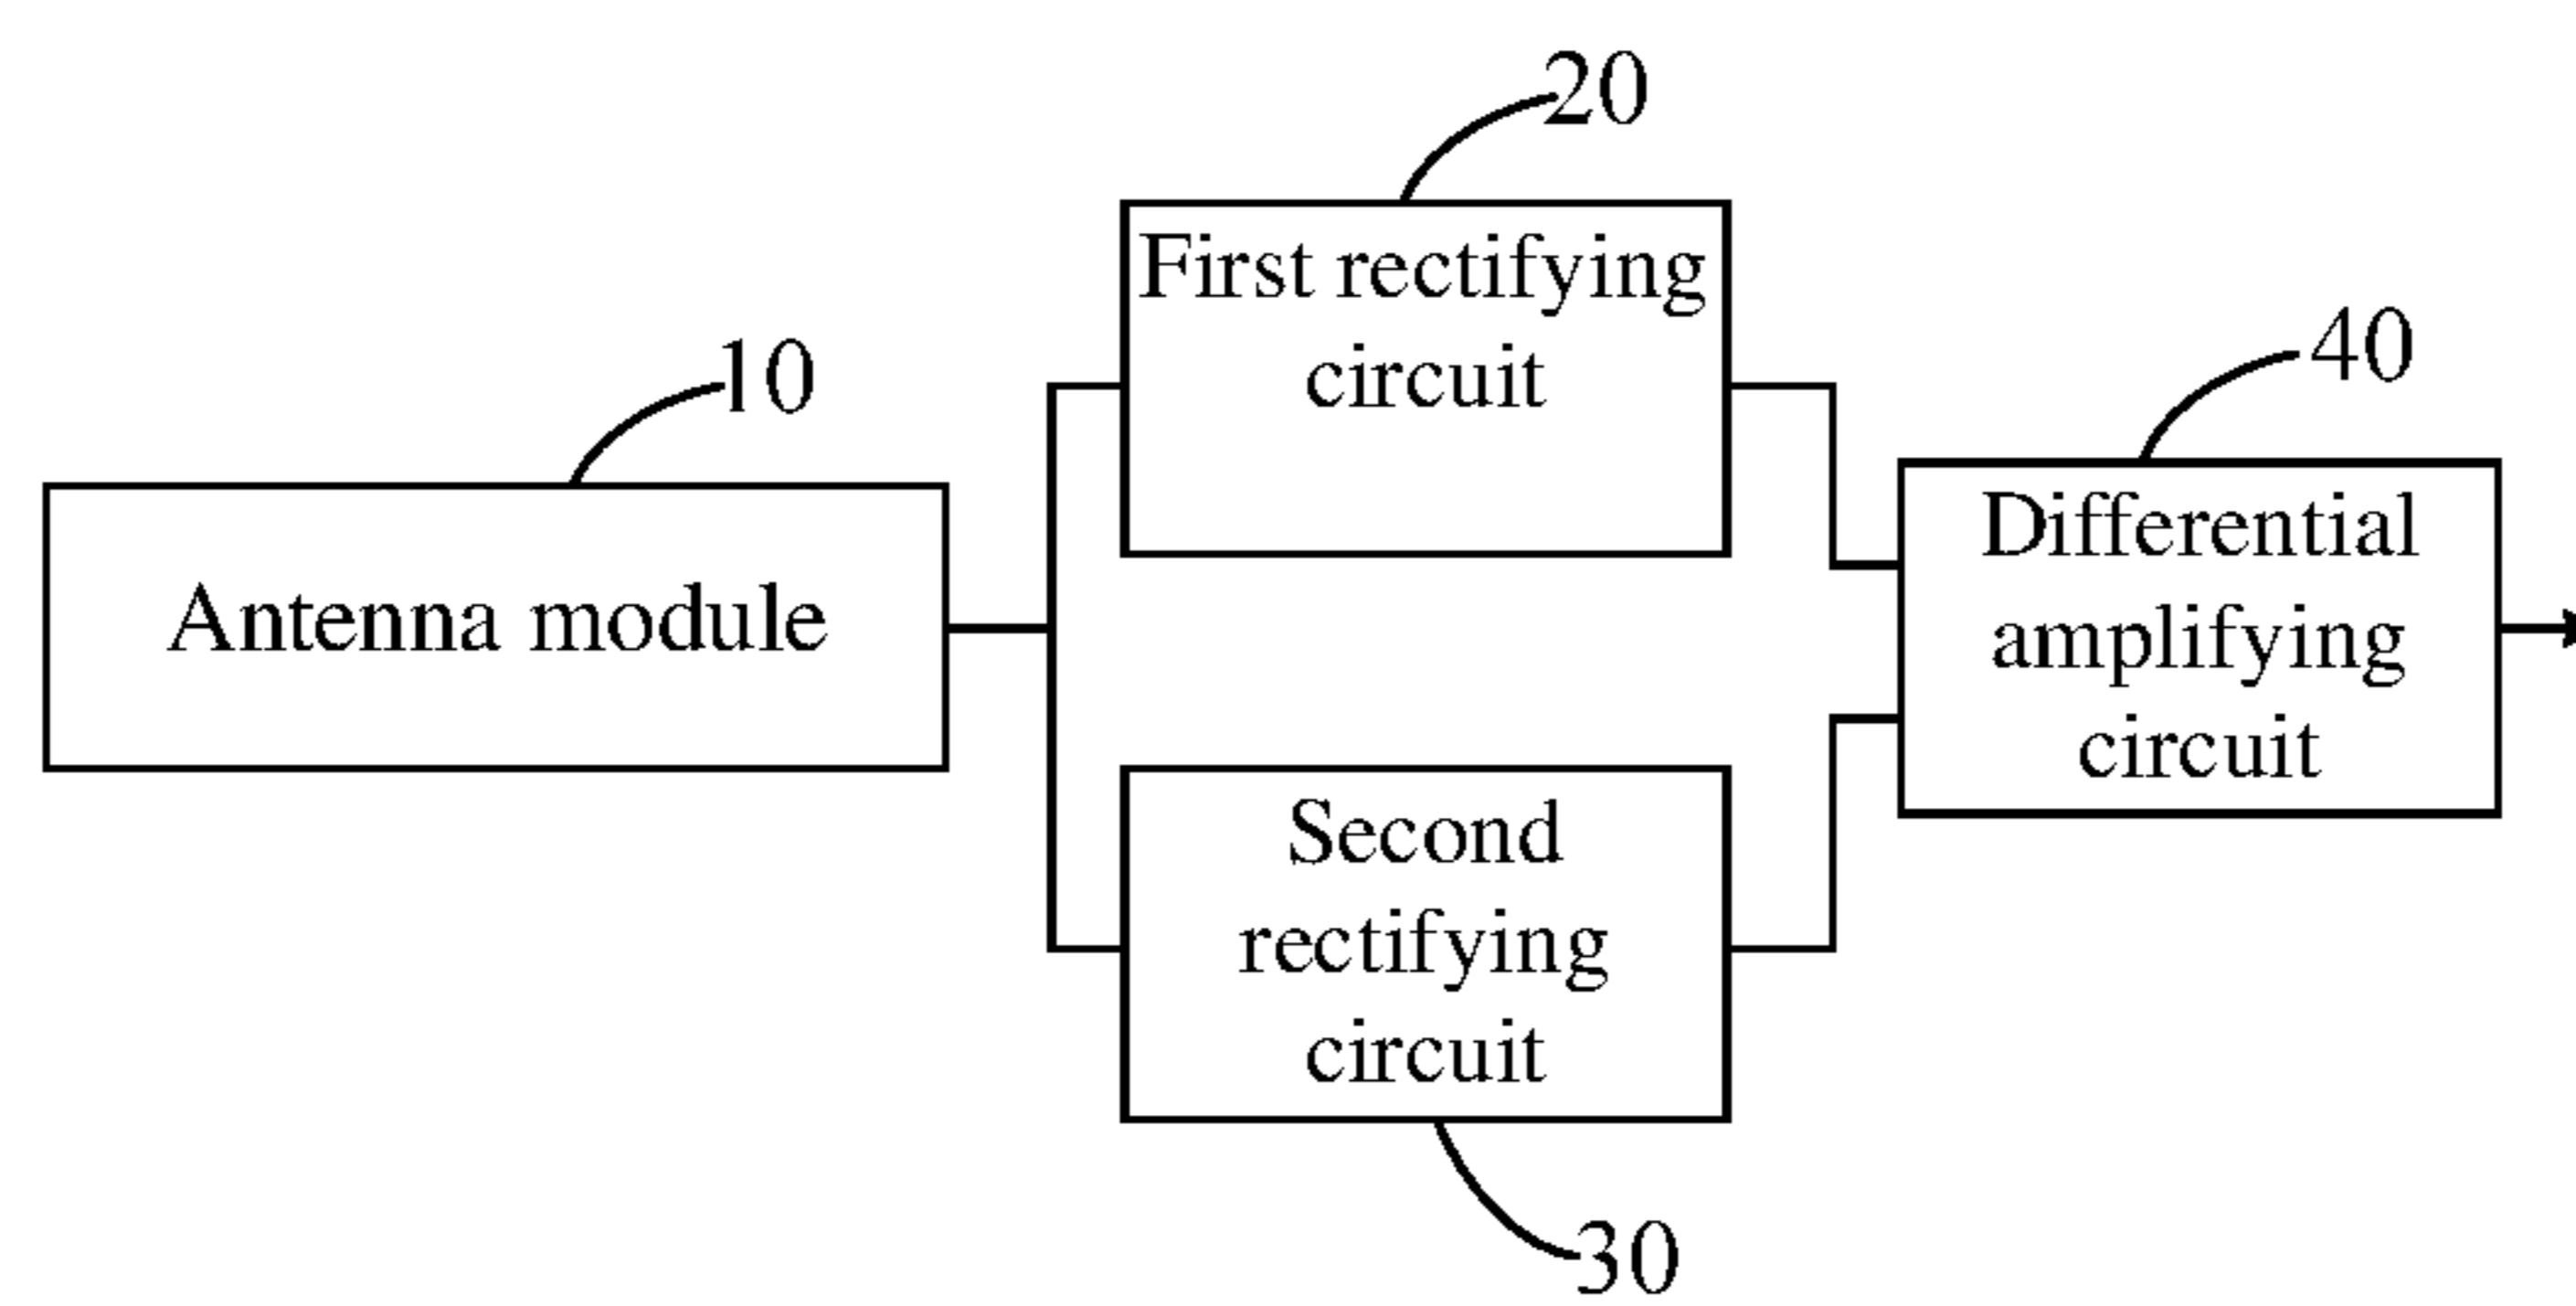 20
First rectifying
circuit
10
Antenna module
40
Differential
amplifying
circuit
Second
rectifying
circuit
30